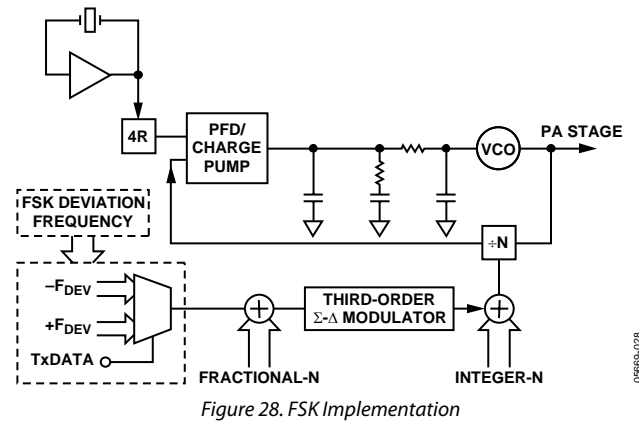 4R
PFD/
CHARGE
PUMP
VCO
PA STAGE
FSK DEVIATION
FREQUENCY
÷N
–FDEV
+FDEV
TxDATA
THIRD-ORDER
Σ-Δ MODULATOR
FRACTIONAL-N
INTEGER-N
05669-028
Figure 28. FSK Implementation